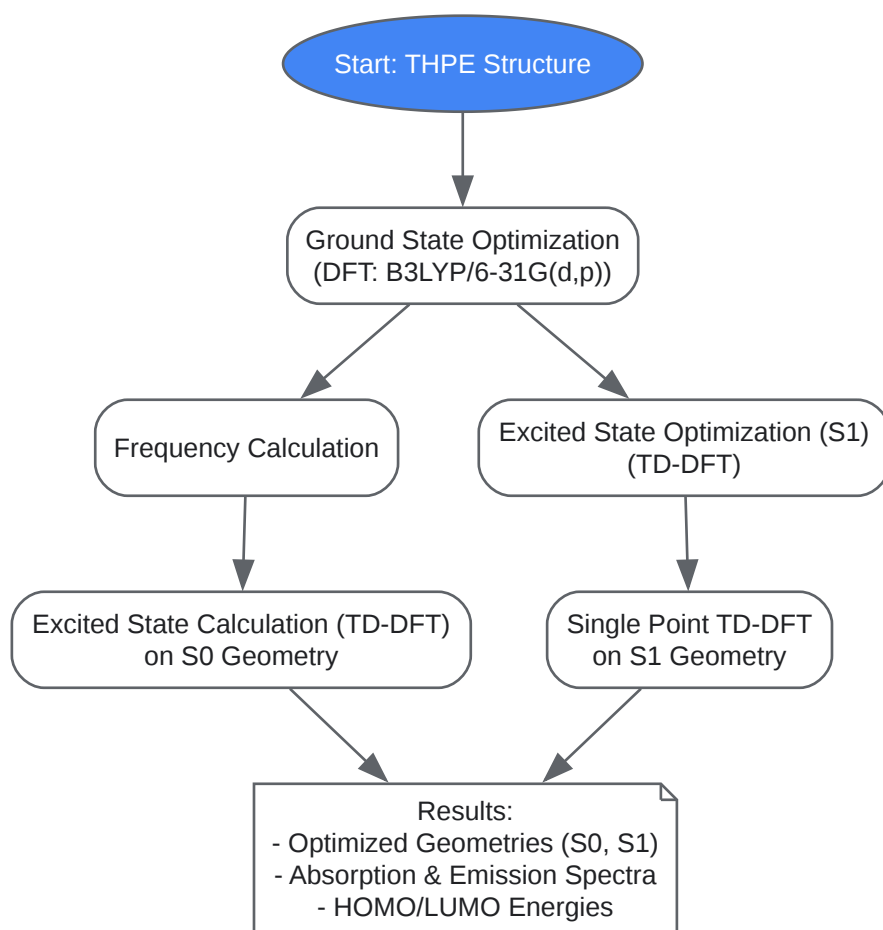 Start: THPE Structure
Ground State Optimization
(DFT: B3LYP/6-31G(d,p))
Frequency Calculation
Excited State Optimization (S1)
(TD-DFT)
Excited State Calculation (TD-DFT)
on S0 Geometry
Single Point TD-DFT
on S1 Geometry
Results:
- Optimized Geometries (S0, S1)
- Absorption & Emission Spectra
- HOMO/LUMO Energies